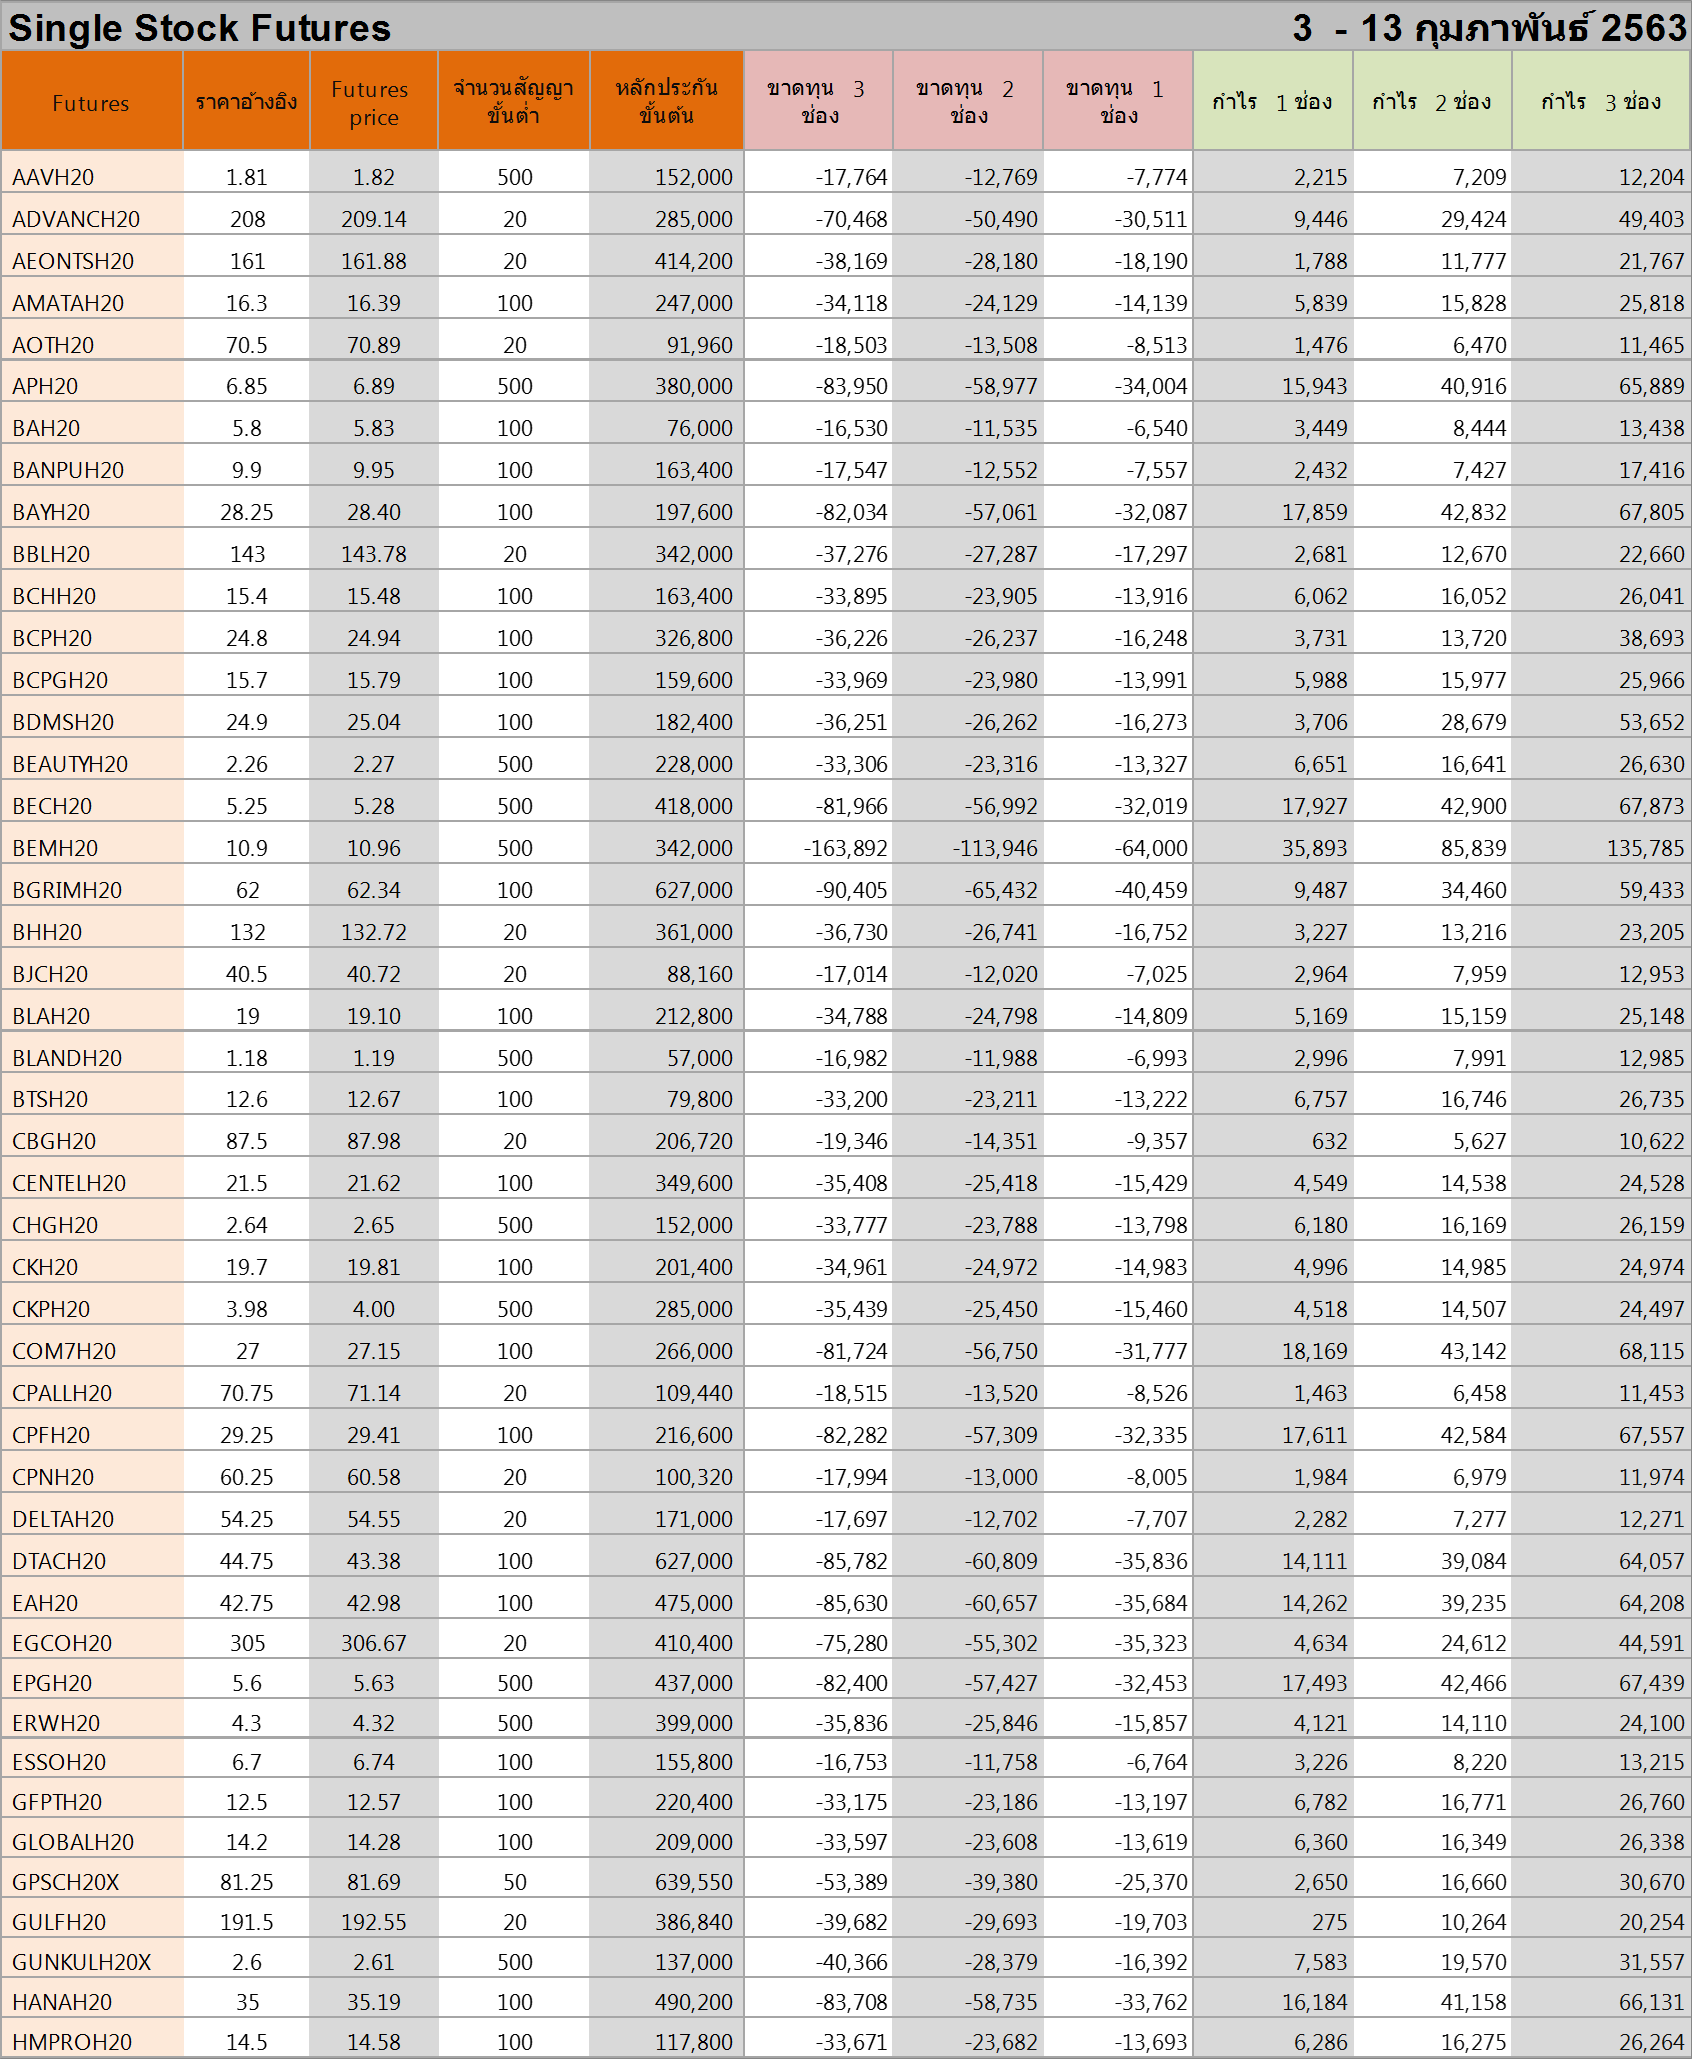 Single Stock Futures 3 - 13 กุมภาพันธ์ 2563
Futures ราคาอ้างอิง Futures price จำนวนสัญญาขั้นต่ำ หลักประกันขั้นต้น ขาดทุน 3 ช่อง ขาดทุน 2 ช่อง ขาดทุน 1 ช่อง กำไร 1 ช่อง กำไร 2 ช่อง กำไร 3 ช่อง
AAVH20 1.81 1.82 500 152,000 -17,764 -12,769 -7,774 2,215 7,209 12,204
ADVANCH20 208 209.14 20 285,000 -70,468 -50,490 -30,511 9,446 29,424 49,403
AEONTSH20 161 161.88 20 414,200 -38,169 -28,180 -18,190 1,788 11,777 21,767
AMATAH20 16.3 16.39 100 247,000 -34,118 -24,129 -14,139 5,839 15,828 25,818
AOTH20 70.5 70.89 20 91,960 -18,503 -13,508 -8,513 1,476 6,470 11,465
APH20 6.85 6.89 500 380,000 -83,950 -58,977 -34,004 15,943 40,916 65,889
BAH20 5.8 5.83 100 76,000 -16,530 -11,535 -6,540 3,449 8,444 13,438
BANPUH20 9.9 9.95 100 163,400 -17,547 -12,552 -7,557 2,432 7,427 17,416
BAYH20 28.25 28.40 100 197,600 -82,034 -57,061 -32,087 17,859 42,832 67,805
BBLH20 143 143.78 20 342,000 -37,276 -27,287 -17,297 2,681 12,670 22,660
BCHH20 15.4 15.48 100 163,400 -33,895 -23,905 -13,916 6,062 16,052 26,041
BCPH20 24.8 24.94 100 326,800 -36,226 -26,237 -16,248 3,731 13,720 38,693
BCPGH20 15.7 15.79 100 159,600 -33,969 -23,980 -13,991 5,988 15,977 25,966
BDMSH20 24.9 25.04 100 182,400 -36,251 -26,262 -16,273 3,706 28,679 53,652
BEAUTYH20 2.26 2.27 500 228,000 -33,306 -23,316 -13,327 6,651 16,641 26,630
BECH20 5.25 5.28 500 418,000 -81,966 -56,992 -32,019 17,927 42,900 67,873
BEMH20 10.9 10.96 500 342,000 -163,892 -113,946 -64,000 35,893 85,839 135,785
BGRIMH20 62 62.34 100 627,000 -90,405 -65,432 -40,459 9,487 34,460 59,433
BHH20 132 132.72 20 361,000 -36,730 -26,741 -16,752 3,227 13,216 23,205
BJCH20 40.5 40.72 20 88,160 -17,014 -12,020 -7,025 2,964 7,959 12,953
BLAH20 19 19.10 100 212,800 -34,788 -24,798 -14,809 5,169 15,159 25,148
BLANDH20 1.18 1.19 500 57,000 -16,982 -11,988 -6,993 2,996 7,991 12,985
BTSH20 12.6 12.67 100 79,800 -33,200 -23,211 -13,222 6,757 16,746 26,735
CBGH20 87.5 87.98 20 206,720 -19,346 -14,351 -9,357 632 5,627 10,622
CENTELH20 21.5 21.62 100 349,600 -35,408 -25,418 -15,429 4,549 14,538 24,528
CHGH20 2.64 2.65 500 152,000 -33,777 -23,788 -13,798 6,180 16,169 26,159
CKH20 19.7 19.81 100 201,400 -34,961 -24,972 -14,983 4,996 14,985 24,974
CKPH20 3.98 4.00 500 285,000 -35,439 -25,450 -15,460 4,518 14,507 24,497
COM7H20 27 27.15 100 266,000 -81,724 -56,750 -31,777 18,169 43,142 68,115
CPALLH20 70.75 71.14 20 109,440 -18,515 -13,520 -8,526 1,463 6,458 11,453
CPFH20 29.25 29.41 100 216,600 -82,282 -57,309 -32,335 17,611 42,584 67,557
CPNH20 60.25 60.58 20 100,320 -17,994 -13,000 -8,005 1,984 6,979 11,974
DELTAH20 54.25 54.55 20 171,000 -17,697 -12,702 -7,707 2,282 7,277 12,271
DTACH20 44.75 43.38 100 627,000 -85,782 -60,809 -35,836 14,111 39,084 64,057
EAH20 42.75 42.98 100 475,000 -85,630 -60,657 -35,684 14,262 39,235 64,208
EGCOH20 305 306.67 20 410,400 -75,280 -55,302 -35,323 4,634 24,612 44,591
EPGH20 5.6 5.63 500 437,000 -82,400 -57,427 -32,453 17,493 42,466 67,439
ERWH20 4.3 4.32 500 399,000 -35,836 -25,846 -15,857 4,121 14,110 24,100
ESSOH20 6.7 6.74 100 155,800 -16,753 -11,758 -6,764 3,226 8,220 13,215
GFPTH20 12.5 12.57 100 220,400 -33,175 -23,186 -13,197 6,782 16,771 26,760
GLOBALH20 14.2 14.28 100 209,000 -33,597 -23,608 -13,619 6,360 16,349 26,338
GPSCH20X 81.25 81.69 50 639,550 -53,389 -39,380 -25,370 2,650 16,660 30,670
GULFH20 191.5 192.55 20 386,840 -39,682 -29,693 -19,703 275 10,264 20,254
GUNKULH20X 2.6 2.61 500 137,000 -40,366 -28,379 -16,392 7,583 19,570 31,557
HANAH20 35 35.19 100 490,200 -83,708 -58,735 -33,762 16,184 41,158 66,131
HMPROH20 14.5 14.58 100 117,800 -33,671 -23,682 -13,693 6,286 16,275 26,264